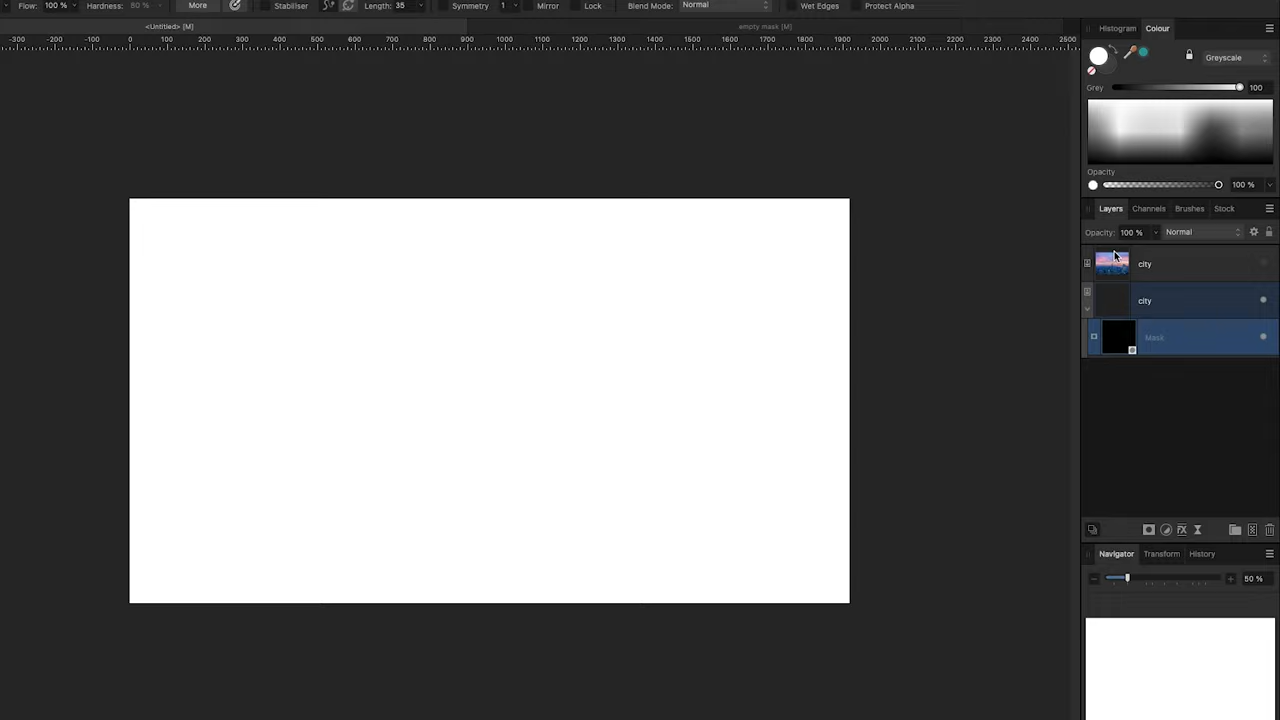 Flow: 100 % Hardness: 80 % More Stabiliser Length: 35 Symmetry 1 Mirror Lock Blend Mode: Normal Wet Edges Protect Alpha
<Untitled> [M] empty mask [M]
-300 -200 -100 0 100 200 300 400 500 600 700 800 900 1000 1100 1200 1300 1400 1500 1600 1700 1800 1900 2000 2100 2200 2300 2400 2500
Histogram Colour
Greyscale
Grey 100
Opacity
100 %
Layers Channels Brushes Stock
Opacity: 100 % Normal
city
city
Mask
Navigator Transform History
50 %